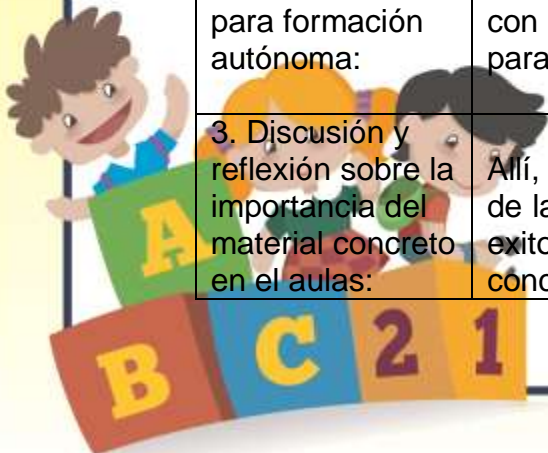 para formación
autónoma:
con
para
3. Discusión y
reflexión sobre la
importancia del
material concreto
en el aulas:
Allí,
de la
exito
conc
A
B C 2 1